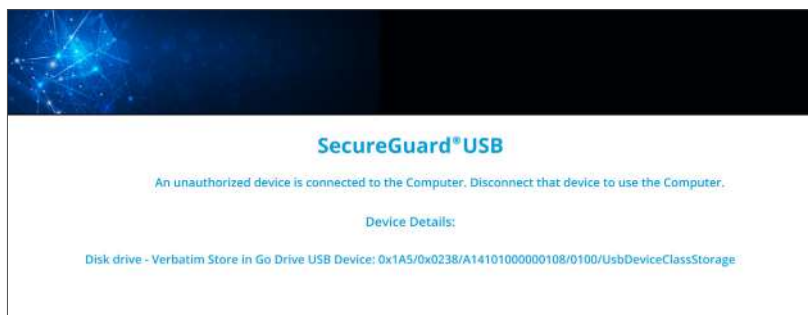 SecureGuard®USB
An unauthorized device is connected to the Computer. Disconnect that device to use the Computer.
Device Details:
Disk drive - Verbatim Store in Go Drive USB Device: 0x1A5/0x0238/A14101000000108/0100/UsbDeviceClassStorage